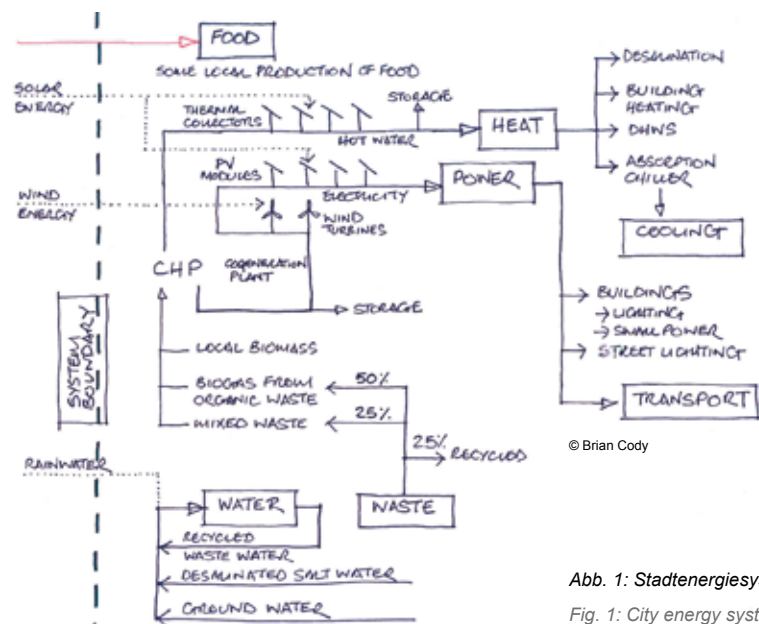 FOOD
SOME LOCAL PRODUCTION OF FOOD
SOLAR
ENERGY
THERMAL
COLLECTORS
STORAGE
HOT WATER
HEAT
DESALINATION
BUILDING
HEATING
DHWS
ABSORPTION
CHILLER
COOLING
PV
MODULES
ELECTRICITY
POWER
WIND
ENERGY
WIND
TURBINES
CHP
COGENERATION
PLANT
STORAGE
BUILDINGS
LIGHTING
SMALL POWER
STREET LIGHTING
TRANSPORT
SYSTEM
BOUNDARY
LOCAL BIOMASS
BIOGAS FROM
ORGANIC WASTE
50%
MIXED WASTE
25%
25%
RECYCLED
WASTE
© Brian Cody
RAINWATER
WATER
RECYCLED
WASTE WATER
DESALINATED SALT WATER
GROUND WATER
Abb. 1: Stadtenergiesy
Fig. 1: City energy syst